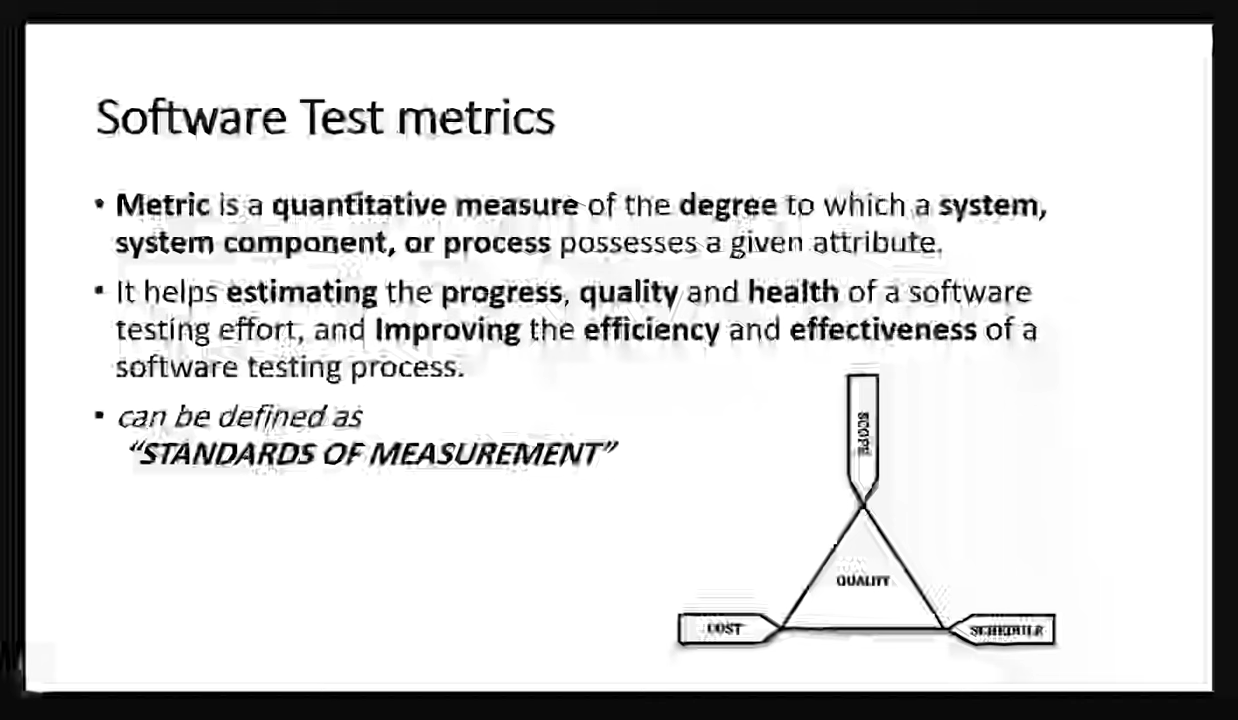 Software Test metrics
• Metric is a quantitative measure of the degree to which a system,
system component, or process possesses a given attribute.
• It helps estimating the progress, quality and health of a software
testing effort, and Improving the efficiency and effectiveness of a
software testing process.
• can be defined as
“STANDARDS OF MEASUREMENT”
SCOPE
QUALITY
COST
SCHEDULE